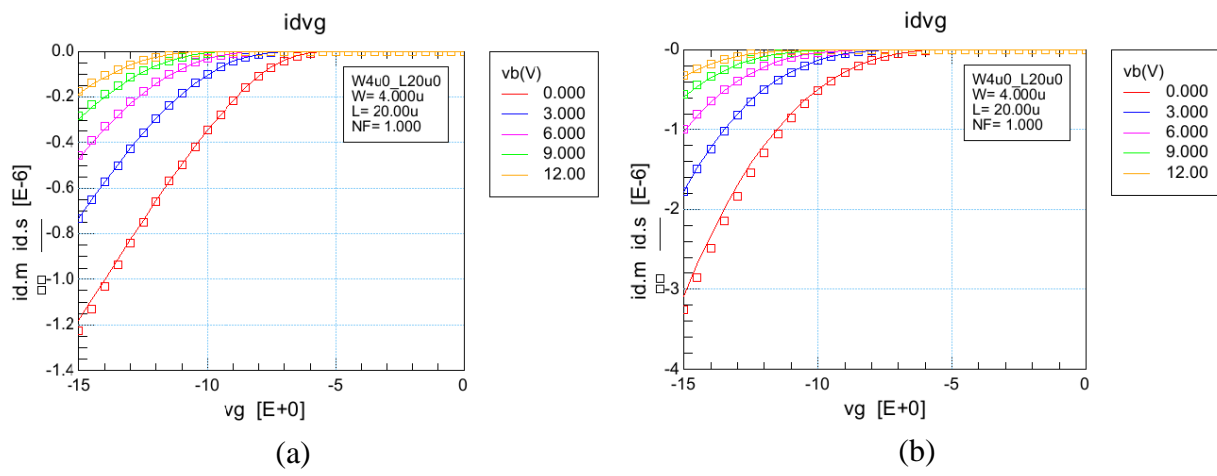 idvg
0.0
-0.2
-0.4
-0.6
-0.8
-1.0
-1.2
-1.4
id.m id.s [E-6]
-15
-10
-5
0
vg [E+0]
W4u0_L20u0
W= 4.000u
L= 20.00u
NF= 1.000
vb(V)
0.000
3.000
6.000
9.000
12.00
(a)
idvg
-0
-1
-2
-3
-4
id.m id.s [E-6]
-15
-10
-5
0
vg [E+0]
W4u0_L20u0
W= 4.000u
L= 20.00u
NF= 1.000
vb(V)
0.000
3.000
6.000
9.000
12.00
(b)